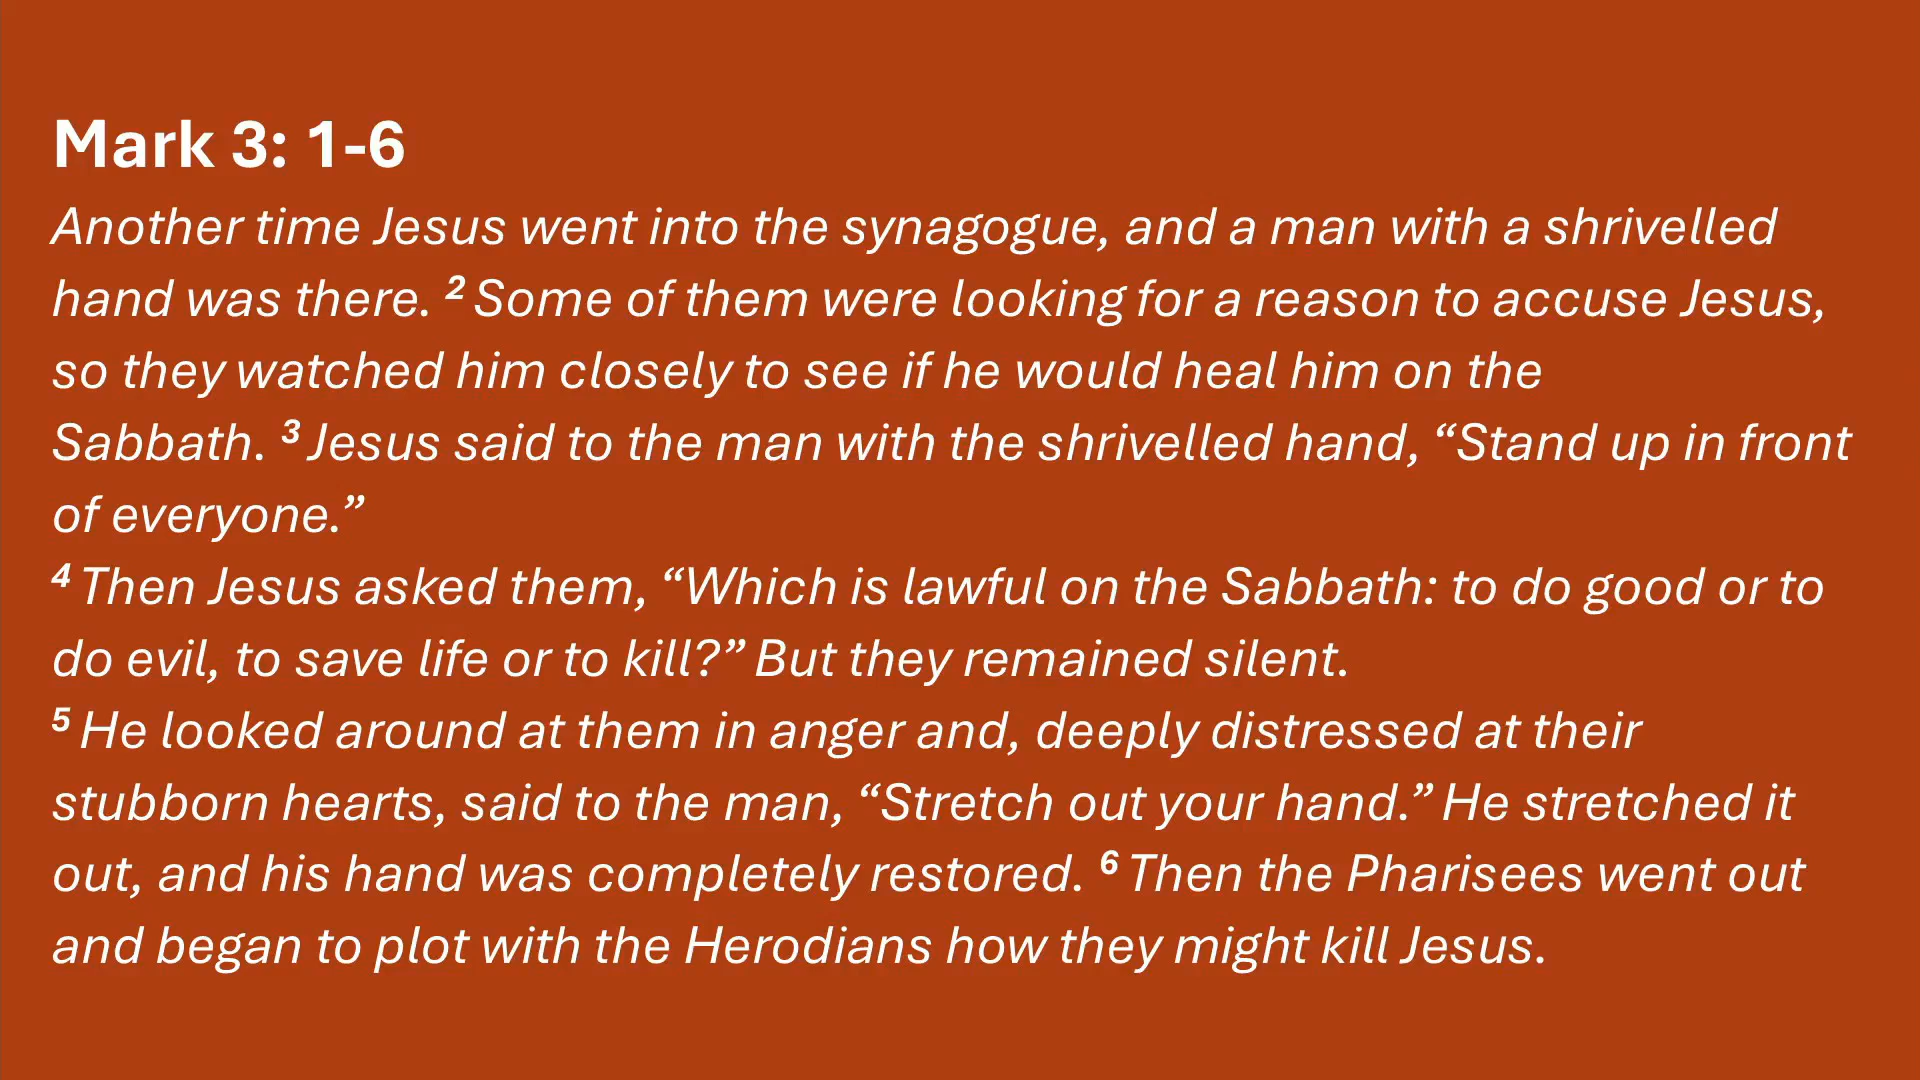 Mark 3: 1-6
Another time Jesus went into the synagogue, and a man with a shrivelled
hand was there. ² Some of them were looking for a reason to accuse Jesus,
so they watched him closely to see if he would heal him on the
Sabbath. ³ Jesus said to the man with the shrivelled hand, “Stand up in front
of everyone.”
⁴ Then Jesus asked them, “Which is lawful on the Sabbath: to do good or to
do evil, to save life or to kill?” But they remained silent.
⁵ He looked around at them in anger and, deeply distressed at their
stubborn hearts, said to the man, “Stretch out your hand.” He stretched it
out, and his hand was completely restored. ⁶ Then the Pharisees went out
and began to plot with the Herodians how they might kill Jesus.